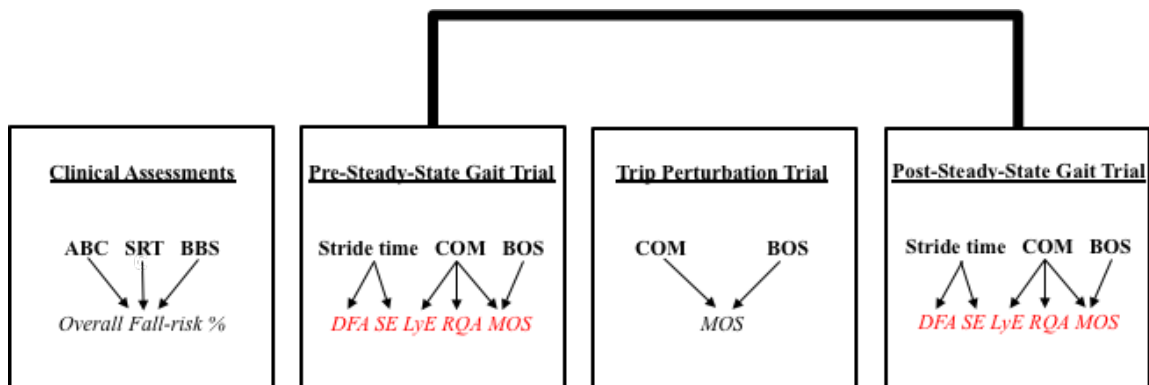 Clinical Assessments
ABC SRT BBS
Overall Fall-risk %
Pre-Steady-State Gait Trial
Stride time COM BOS
DFA SE LyE RQA MOS
Trip Perturbation Trial
COM BOS
MOS
Post-Steady-State Gait Trial
Stride time COM BOS
DFA SE LyE RQA MOS